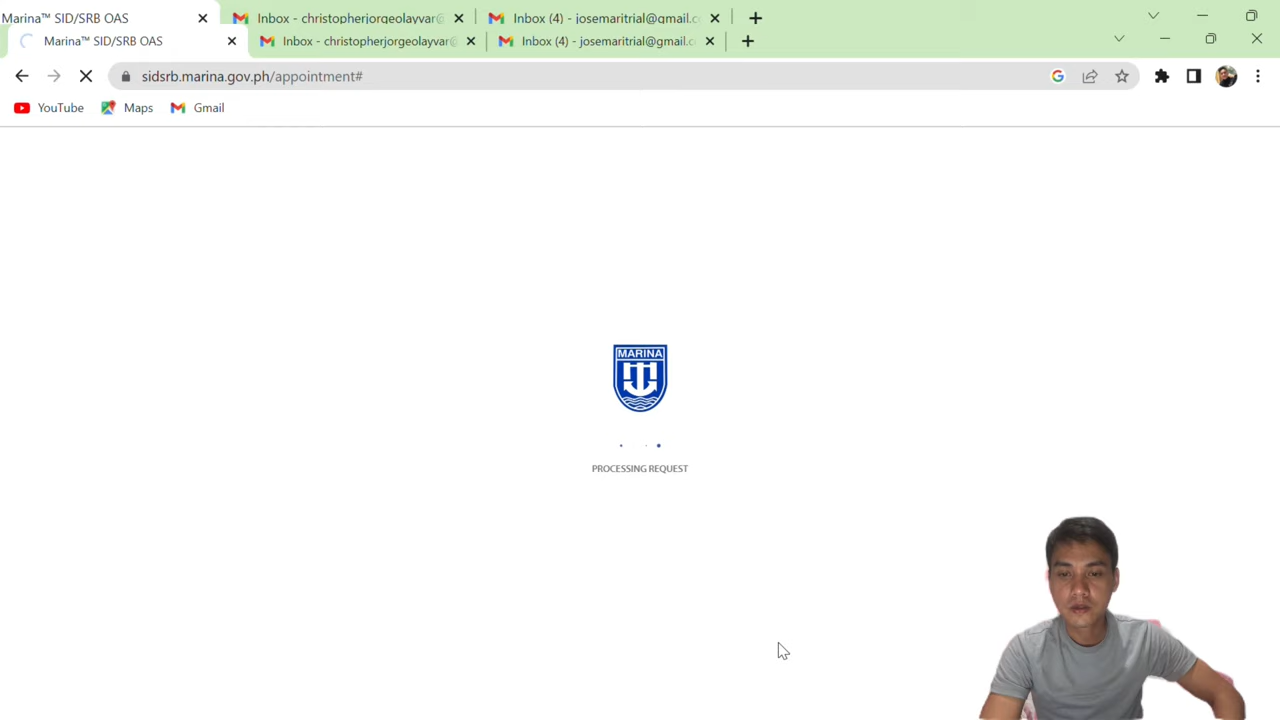 Marina™ SID/SRB OAS
Inbox - christopherjorgeolayvar@
Inbox (4) - josemaritrial@gmail.c
Marina™ SID/SRB OAS
Inbox - christopherjorgeolayvar@
Inbox (4) - josemaritrial@gmail.c
sidsrb.marina.gov.ph/appointment#
YouTube
Maps
Gmail
MARINA
PROCESSING REQUEST